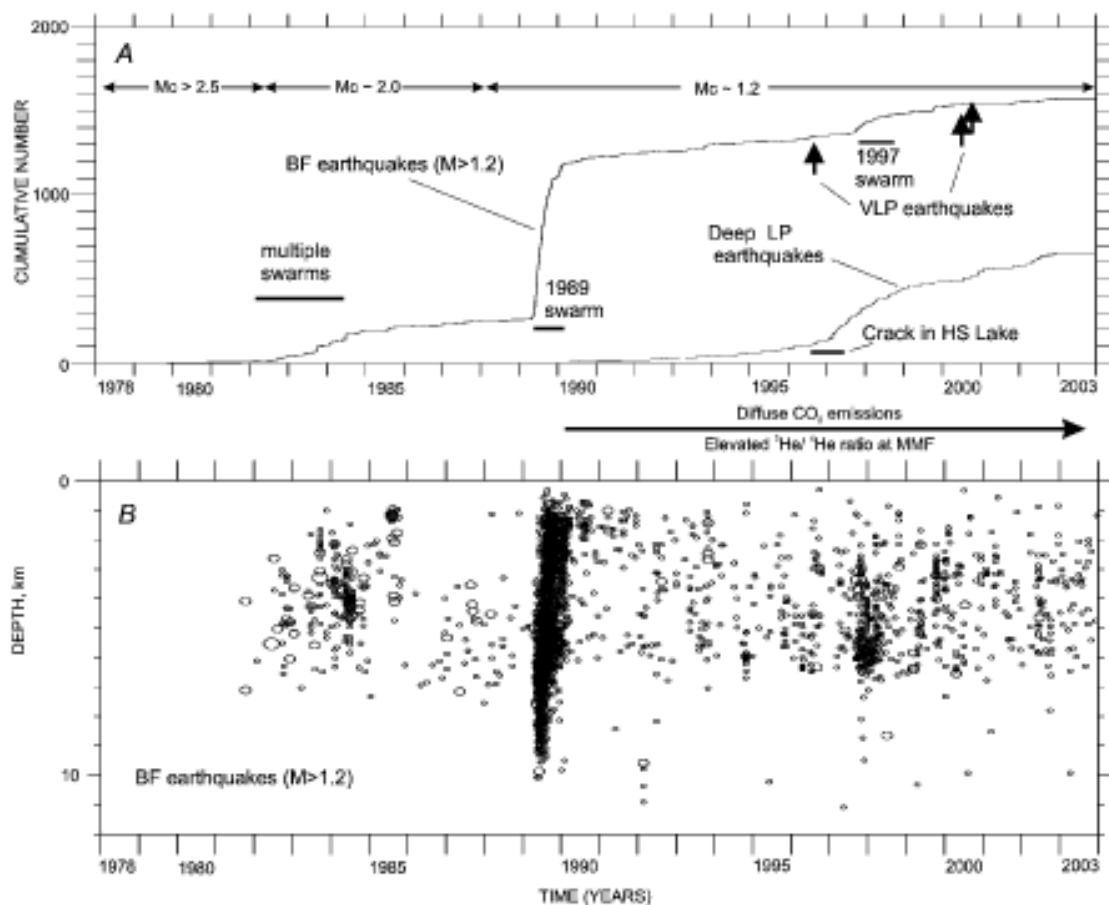 2000
A
Mc > 2.5
Mc ~ 2.0
Mc ~ 1.2
BF earthquakes (M>1.2)
1997
swarm
VLP earthquakes
1000
CUMULATIVE NUMBER
multiple
swarms
Deep LP
earthquakes
1989
swarm
Crack in HS Lake
0
1978
1980
1985
1990
1995
2000
2003
Diffuse CO₂ emissions
Elevated ³He/ ⁴He ratio at MMF
0
B
DEPTH, km
10
BF earthquakes (M>1.2)
1978
1980
1985
1990
1995
2000
2003
TIME (YEARS)